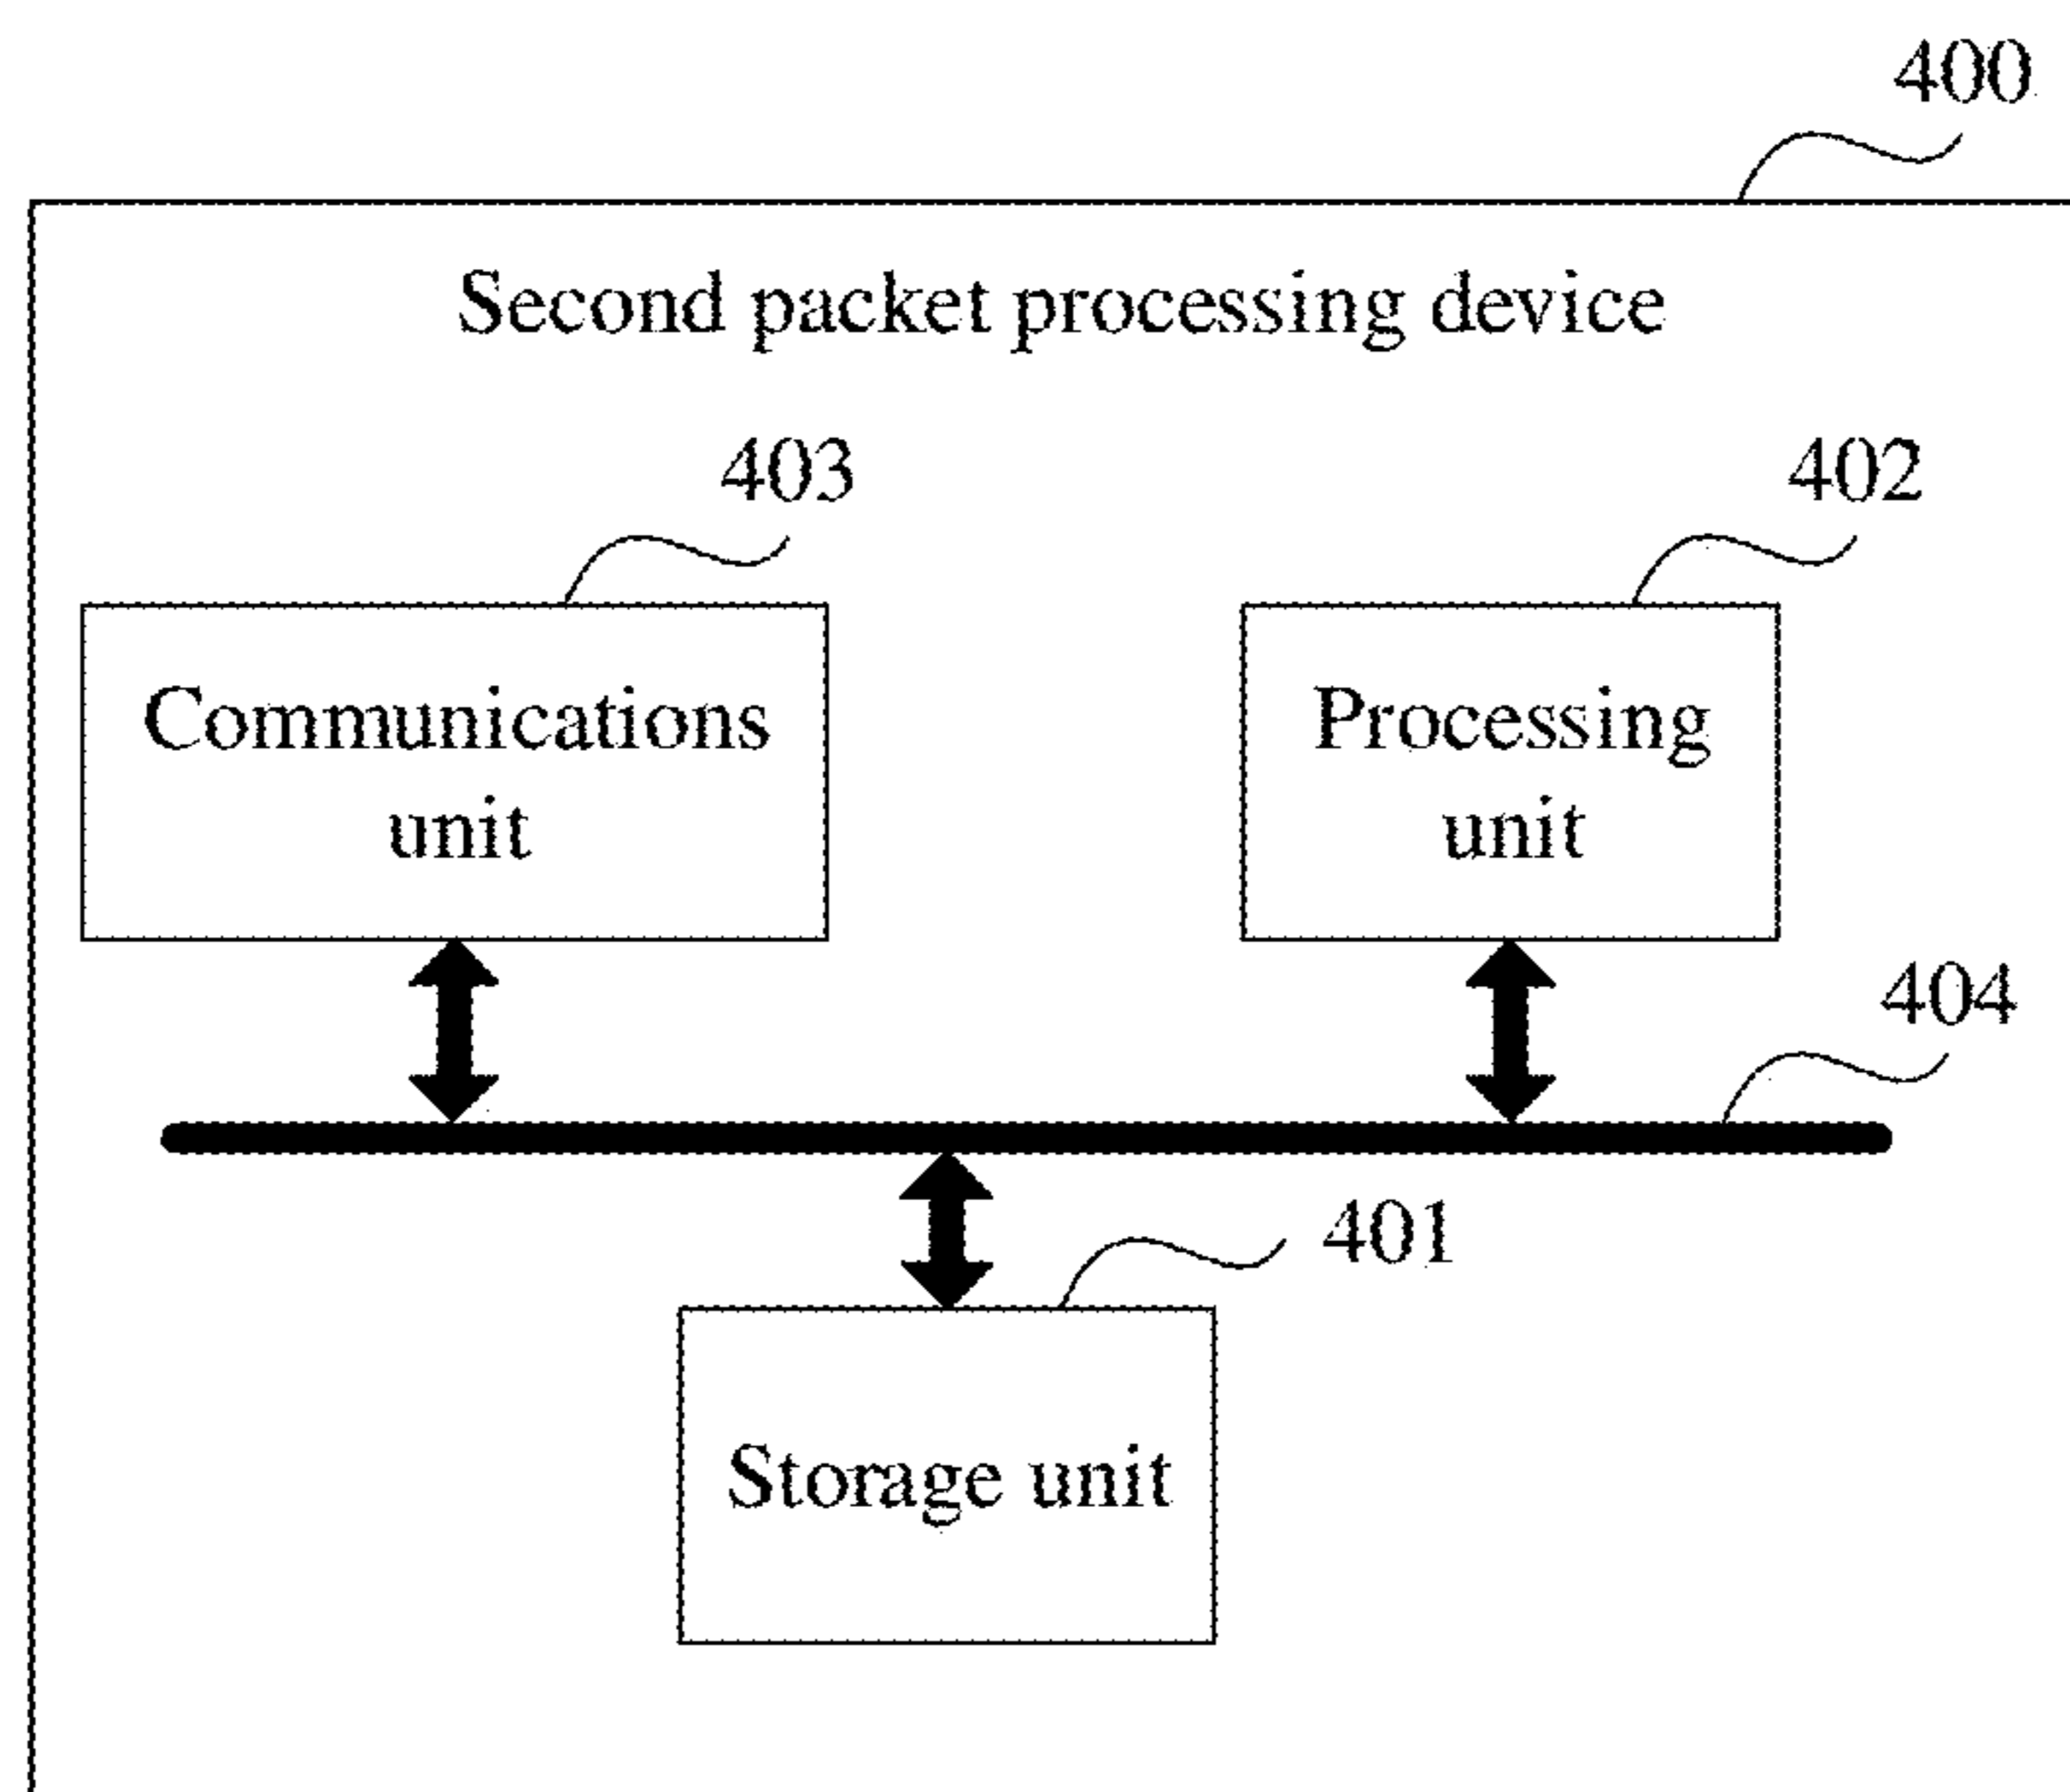 400
Second packet processing device
403
402
Communications
unit
Processing
unit
404
401
Storage unit